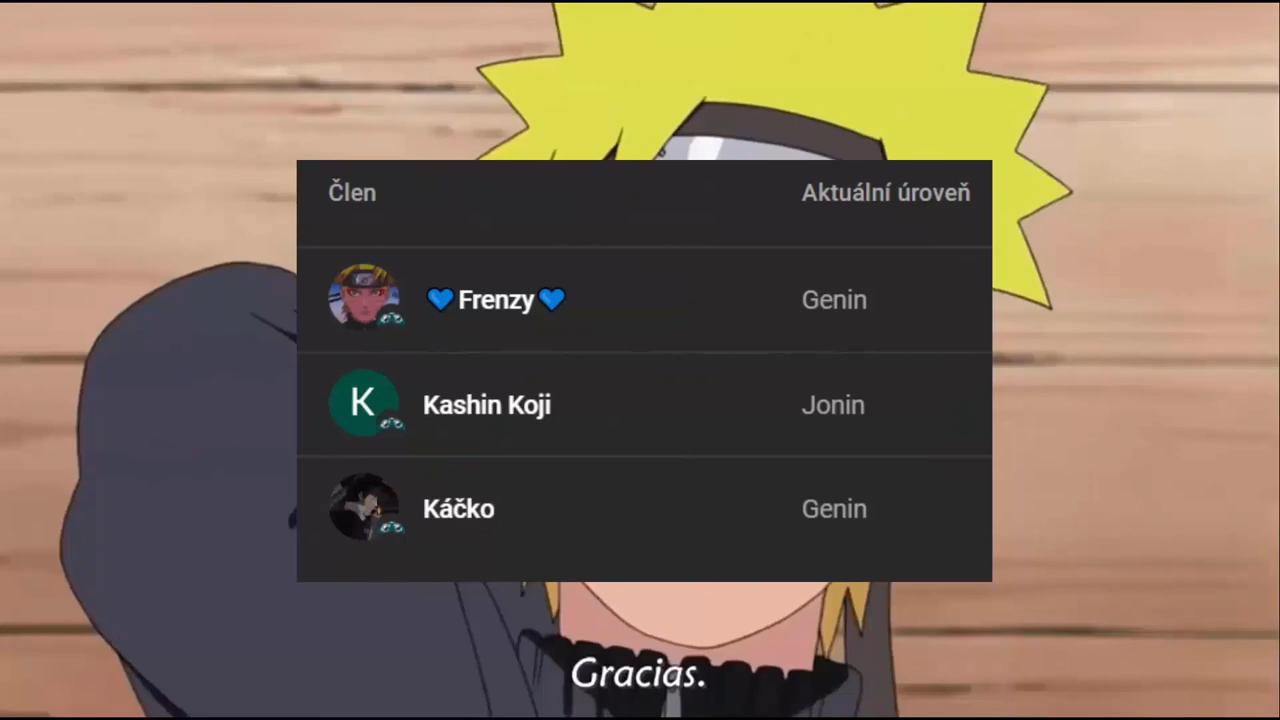 Člen Aktuální úroveň
💙Frenzy💙 Genin
K Kashin Koji Jonin
Káčko Genin
Gracias.